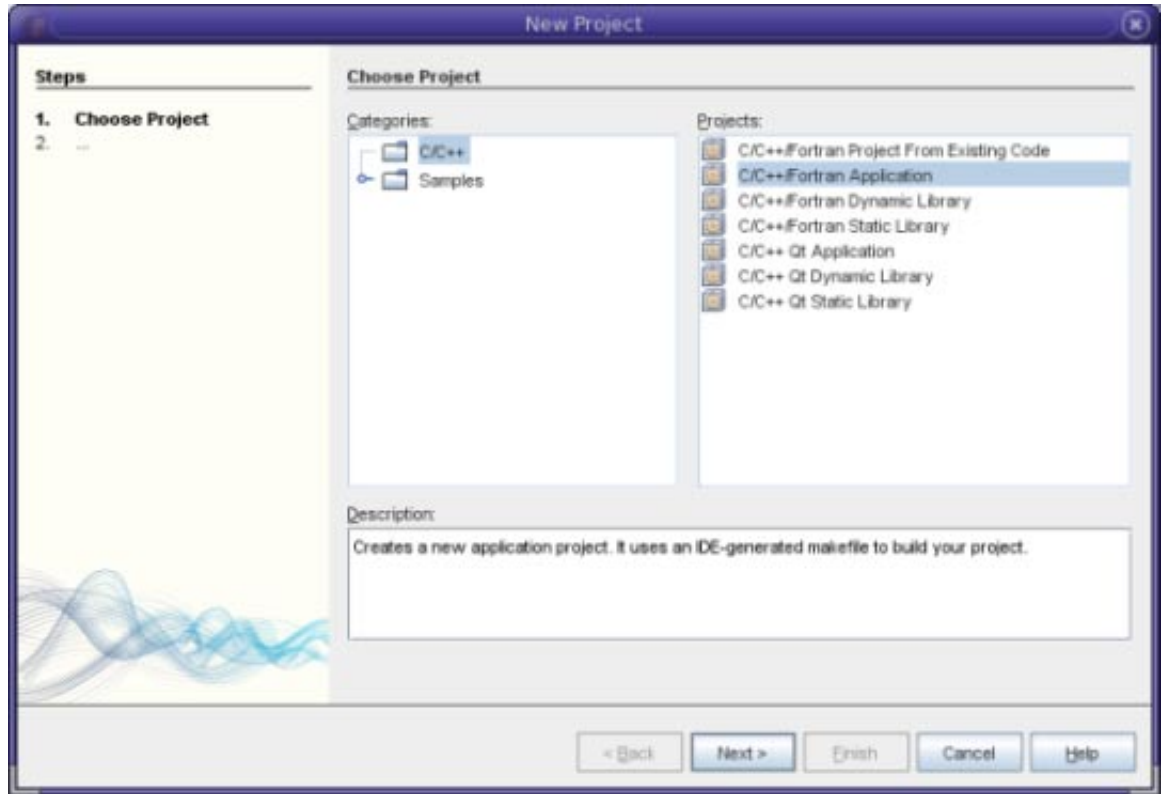 New Project
Steps
1. Choose Project
2. ...
Choose Project
Categories:
C/C++
Samples
Projects:
C/C++/Fortran Project From Existing Code
C/C++/Fortran Application
C/C++/Fortran Dynamic Library
C/C++/Fortran Static Library
C/C++ Qt Application
C/C++ Qt Dynamic Library
C/C++ Qt Static Library
Description:
Creates a new application project. It uses an IDE-generated makefile to build your project.
< Back
Next >
Finish
Cancel
Help